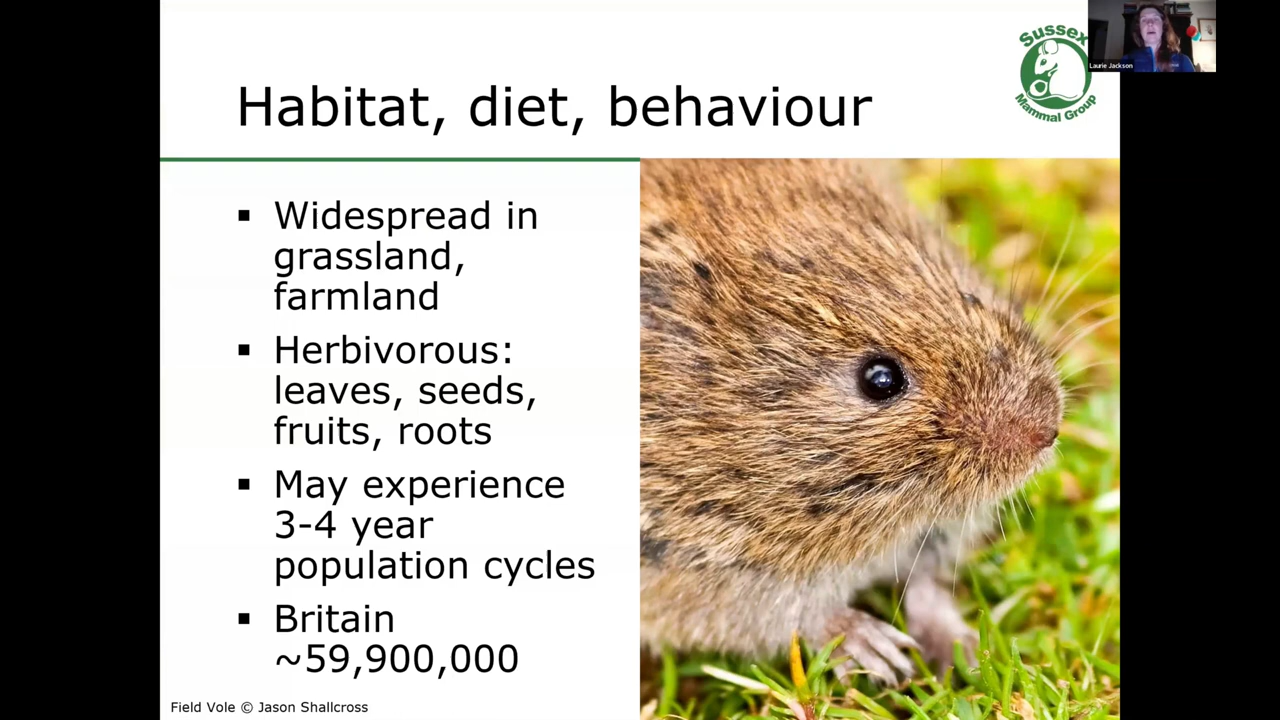 Sussex
Mammal Group
Laurie Jackson
Habitat, diet, behaviour
▪ Widespread in
grassland,
farmland
▪ Herbivorous:
leaves, seeds,
fruits, roots
▪ May experience
3-4 year
population cycles
▪ Britain
~59,900,000
Field Vole © Jason Shallcross